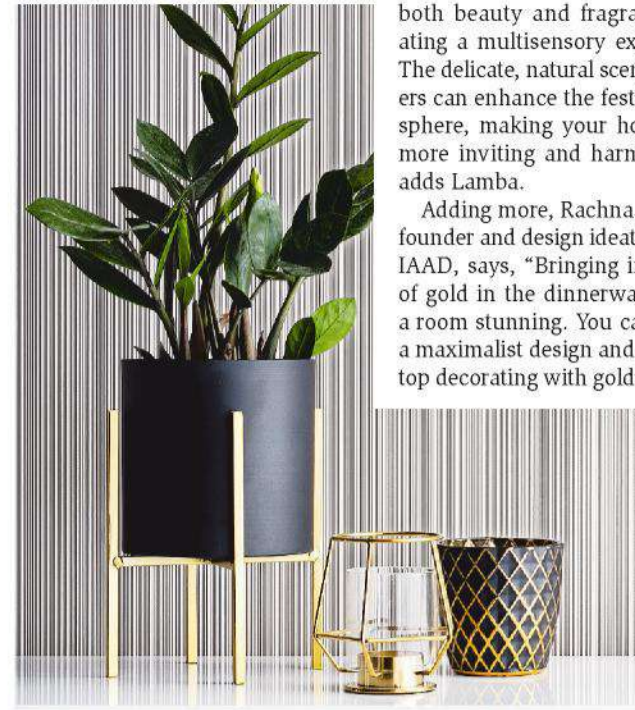 both beauty and fragra
ating a multisensory ex
The delicate, natural scen
ers can enhance the fest
sphere, making your ho
more inviting and harm
adds Lamba.
Adding more, Rachna
founder and design ideat
IAAD, says, “Bringing i
of gold in the dinnerwa
a room stunning. You ca
a maximalist design and
top decorating with gold